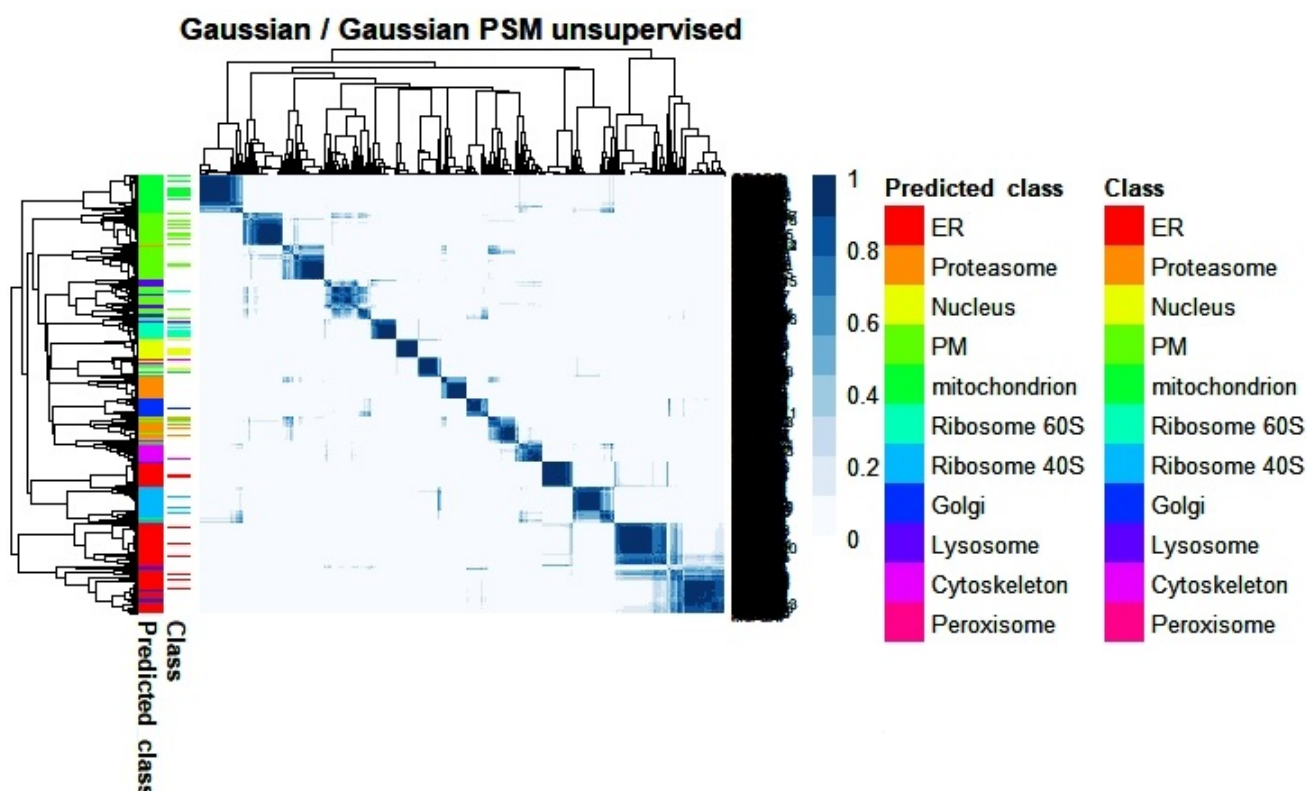 Gaussian / Gaussian PSM unsupervised
1
0.8
0.6
0.4
0.2
0
Predicted class
ER
Proteasome
Nucleus
PM
mitochondrion
Ribosome 60S
Ribosome 40S
Golgi
Lysosome
Cytoskeleton
Peroxisome
Class
ER
Proteasome
Nucleus
PM
mitochondrion
Ribosome 60S
Ribosome 40S
Golgi
Lysosome
Cytoskeleton
Peroxisome
Class
Predicted class